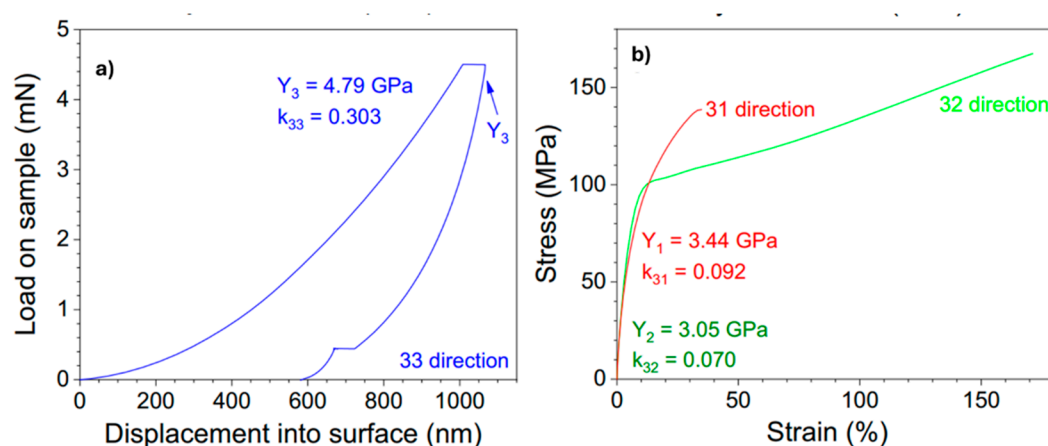 a)
Y3 = 4.79 GPa
k33 = 0.303
Y3
33 direction
5
4
3
2
1
0
Load on sample (mN)
0 200 400 600 800 1000
Displacement into surface (nm)
b)
31 direction
32 direction
Y1 = 3.44 GPa
k31 = 0.092
Y2 = 3.05 GPa
k32 = 0.070
150
100
50
0
Stress (MPa)
0 50 100 150
Strain (%)